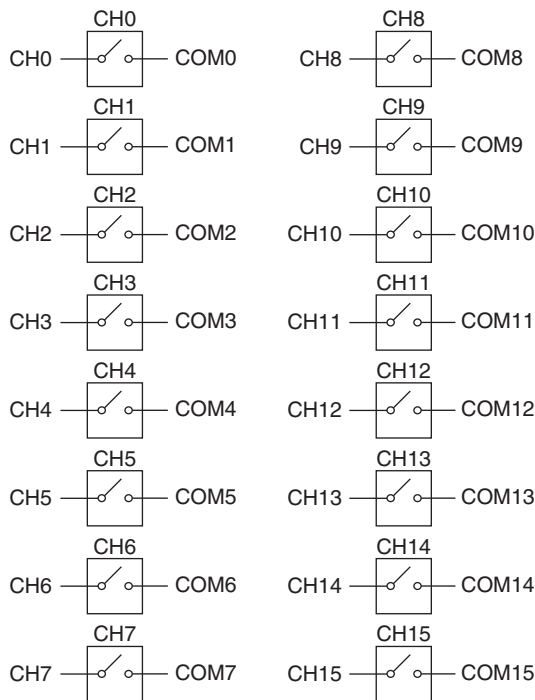 CH0
CH0 COM0
CH1
CH1 COM1
CH2
CH2 COM2
CH3
CH3 COM3
CH4
CH4 COM4
CH5
CH5 COM5
CH6
CH6 COM6
CH7
CH7 COM7
CH8
CH8 COM8
CH9
CH9 COM9
CH10
CH10 COM10
CH11
CH11 COM11
CH12
CH12 COM12
CH13
CH13 COM13
CH14
CH14 COM14
CH15
CH15 COM15